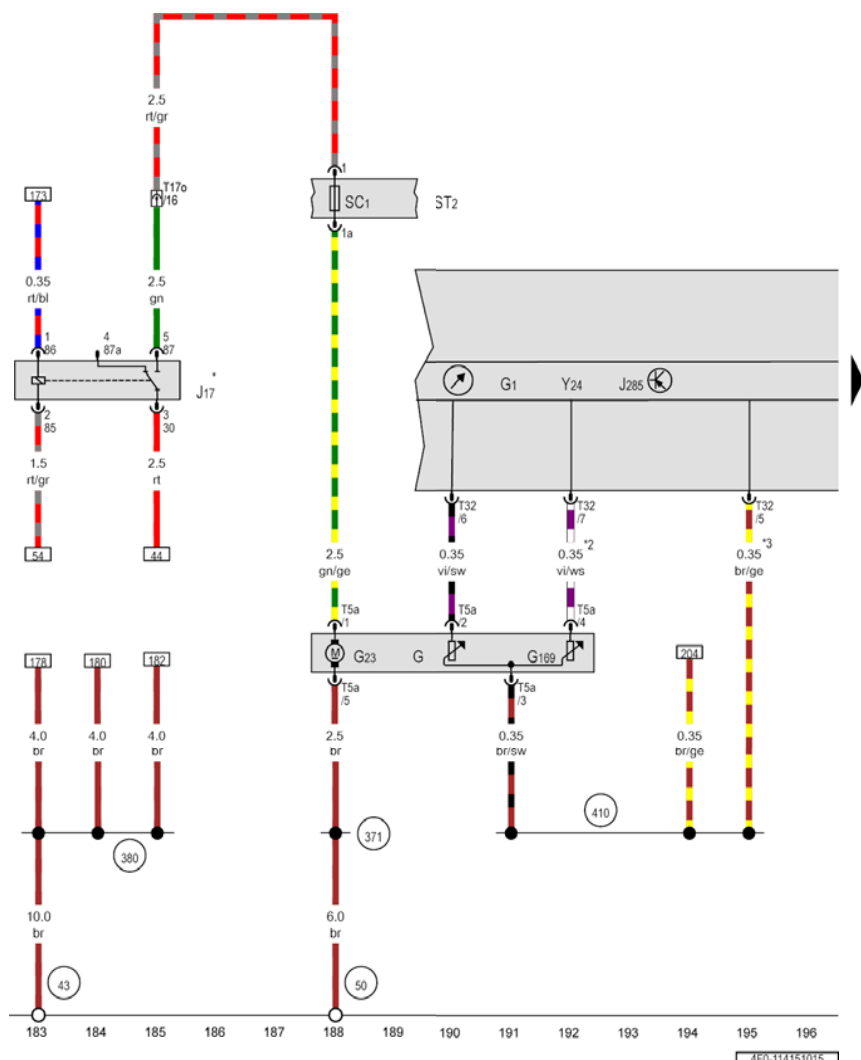 2.5
rt/gr
173
T17o
/16
1
SC1
ST2
1a
0.35
rt/bl
2.5
gn
1
86
4
87a
5
87
*
J17
G1
Y24
J285
2
85
3
30
1.5
rt/gr
2.5
rt
54
44
T32
/6
T32
/7
T32
/5
*2
*3
2.5
gn/ge
0.35
vi/sw
0.35
vi/ws
0.35
br/ge
T5a
/1
T5a
/2
T5a
/4
M
G23
G
G169
178
180
182
204
T5a
/5
T5a
/3
4.0
br
4.0
br
4.0
br
2.5
br
0.35
br/sw
0.35
br/ge
380
371
410
10.0
br
6.0
br
43
50
183 184 185 186 187 188 189 190 191 192 193 194 195 196
4E0-114151015